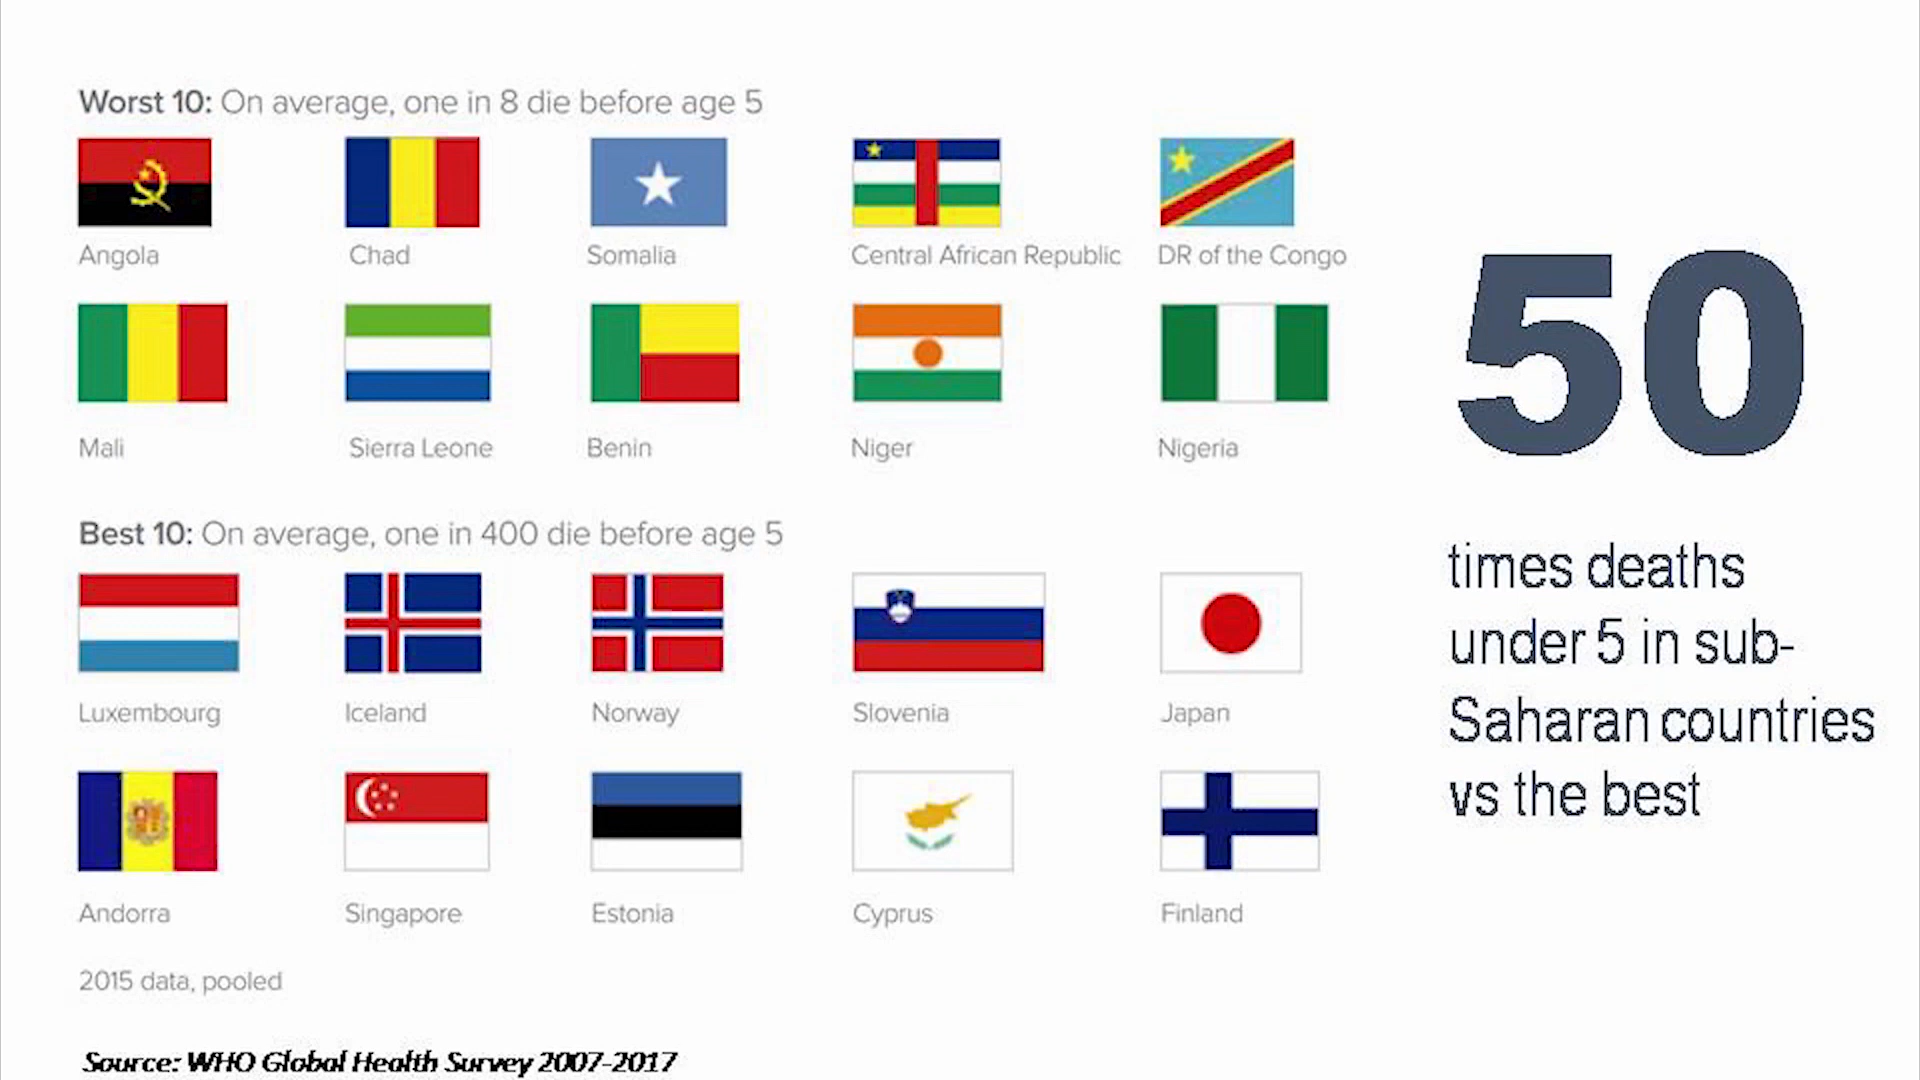 Worst 10: On average, one in 8 die before age 5
Angola
Chad
Somalia
Central African Republic
DR of the Congo
Mali
Sierra Leone
Benin
Niger
Nigeria
Best 10: On average, one in 400 die before age 5
Luxembourg
Iceland
Norway
Slovenia
Japan
Andorra
Singapore
Estonia
Cyprus
Finland
2015 data, pooled
Source: WHO Global Health Survey 2007-2017
50
times deaths
under 5 in sub-
Saharan countries
vs the best